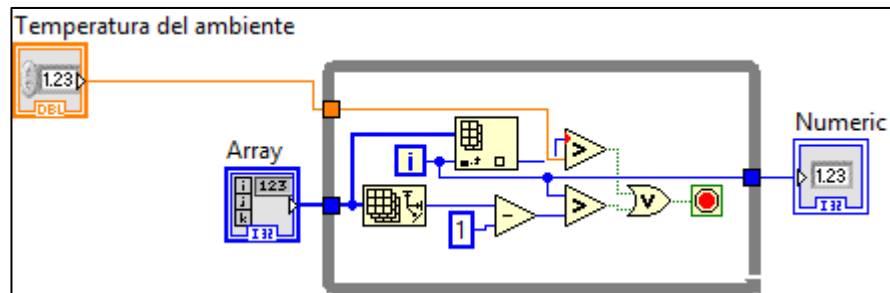 Temperatura del ambiente
1.23
DBL
Array
i
j
k
123
I32
i
1
Numeric
1.23
I32